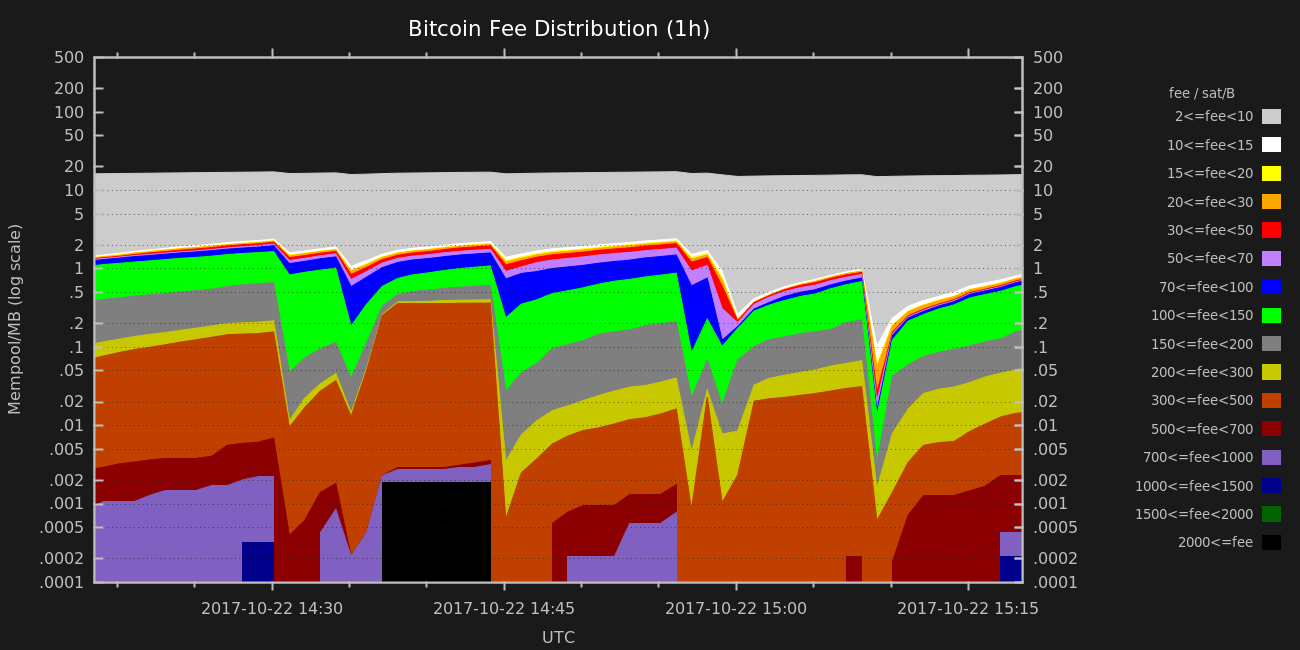 Bitcoin Fee Distribution (1h)
Mempool/MB (log scale)
500
200
100
50
20
10
5
2
1
.5
.2
.1
.05
.02
.01
.005
.002
.001
.0005
.0002
.0001
500
200
100
50
20
10
5
2
1
.5
.2
.1
.05
.02
.01
.005
.002
.001
.0005
.0002
.0001
2017-10-22 14:30
2017-10-22 14:45
2017-10-22 15:00
2017-10-22 15:15
UTC
fee / sat/B
2<=fee<10
10<=fee<15
15<=fee<20
20<=fee<30
30<=fee<50
50<=fee<70
70<=fee<100
100<=fee<150
150<=fee<200
200<=fee<300
300<=fee<500
500<=fee<700
700<=fee<1000
1000<=fee<1500
1500<=fee<2000
2000<=fee